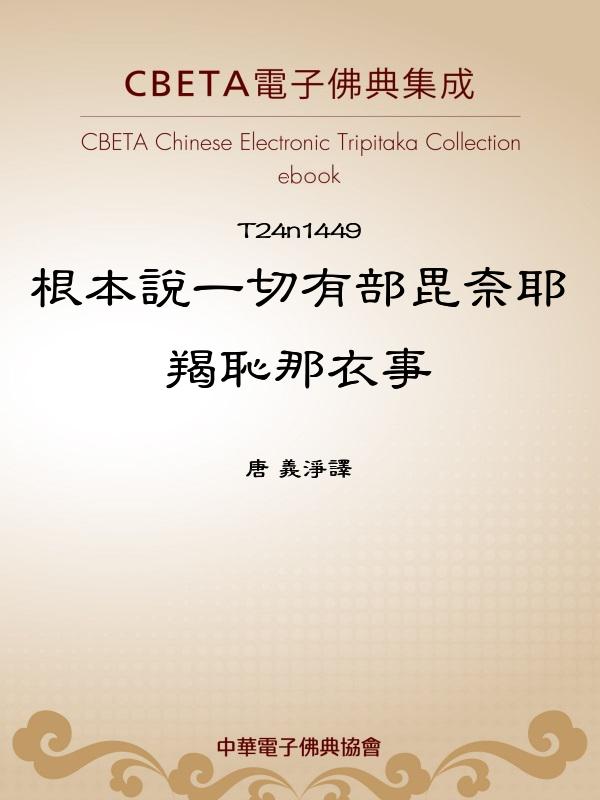 CBETA電子佛典集成
CBETA Chinese Electronic Tripitaka Collection
ebook
T24n1449
根本說一切有部毘奈耶
羯恥那衣事
唐 義淨譯
中華電子佛典協會